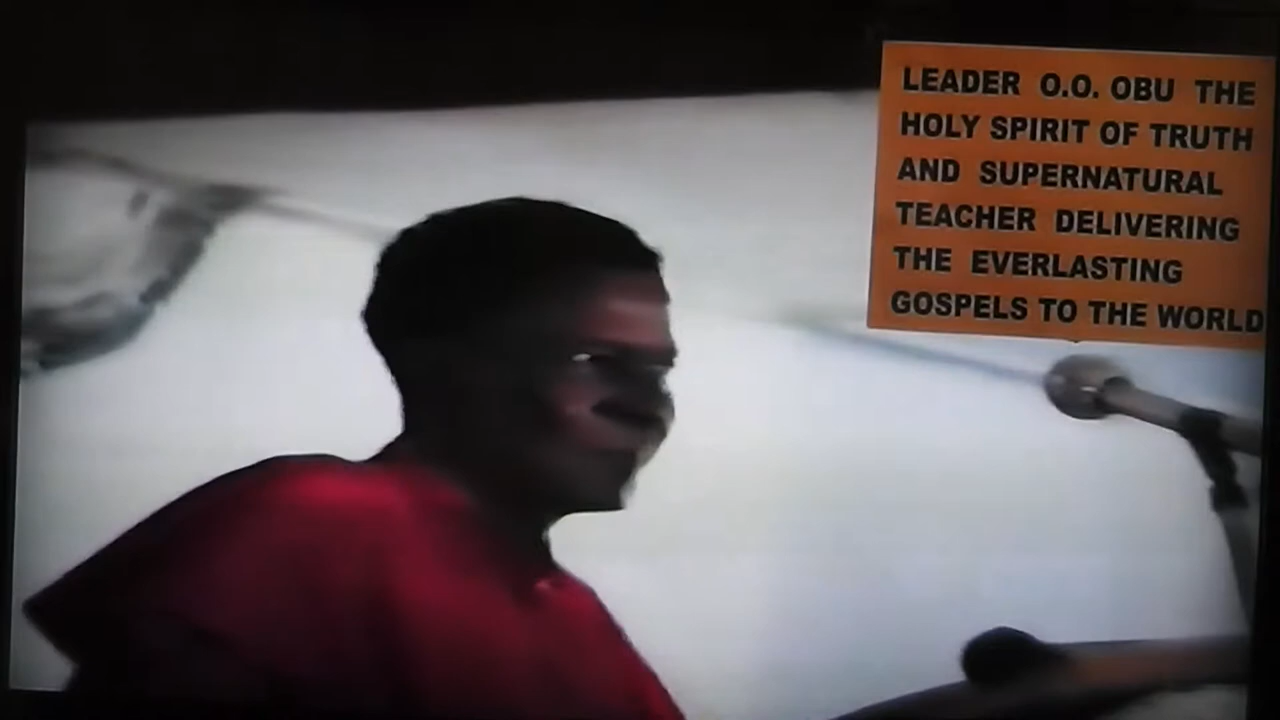 LEADER O.O. OBU THE
HOLY SPIRIT OF TRUTH
AND SUPERNATURAL
TEACHER DELIVERING
THE EVERLASTING
GOSPELS TO THE WORLD